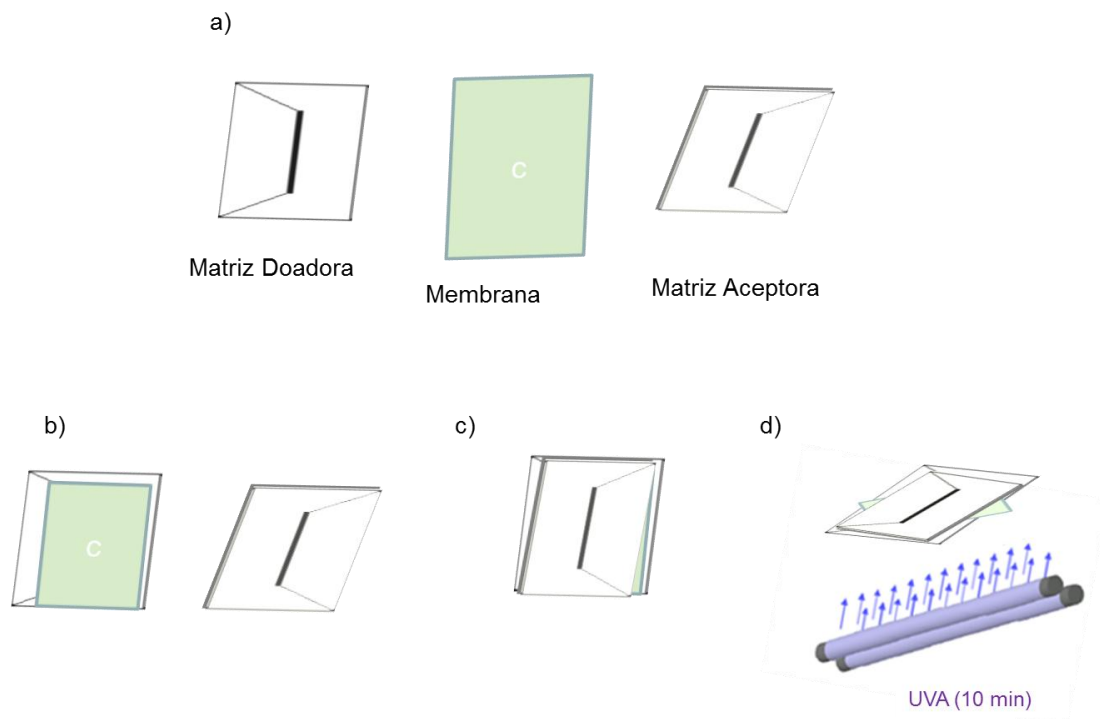 a)
C
Matriz Doadora
Membrana
Matriz Aceptora
b)
c)
d)
C
UVA (10 min)